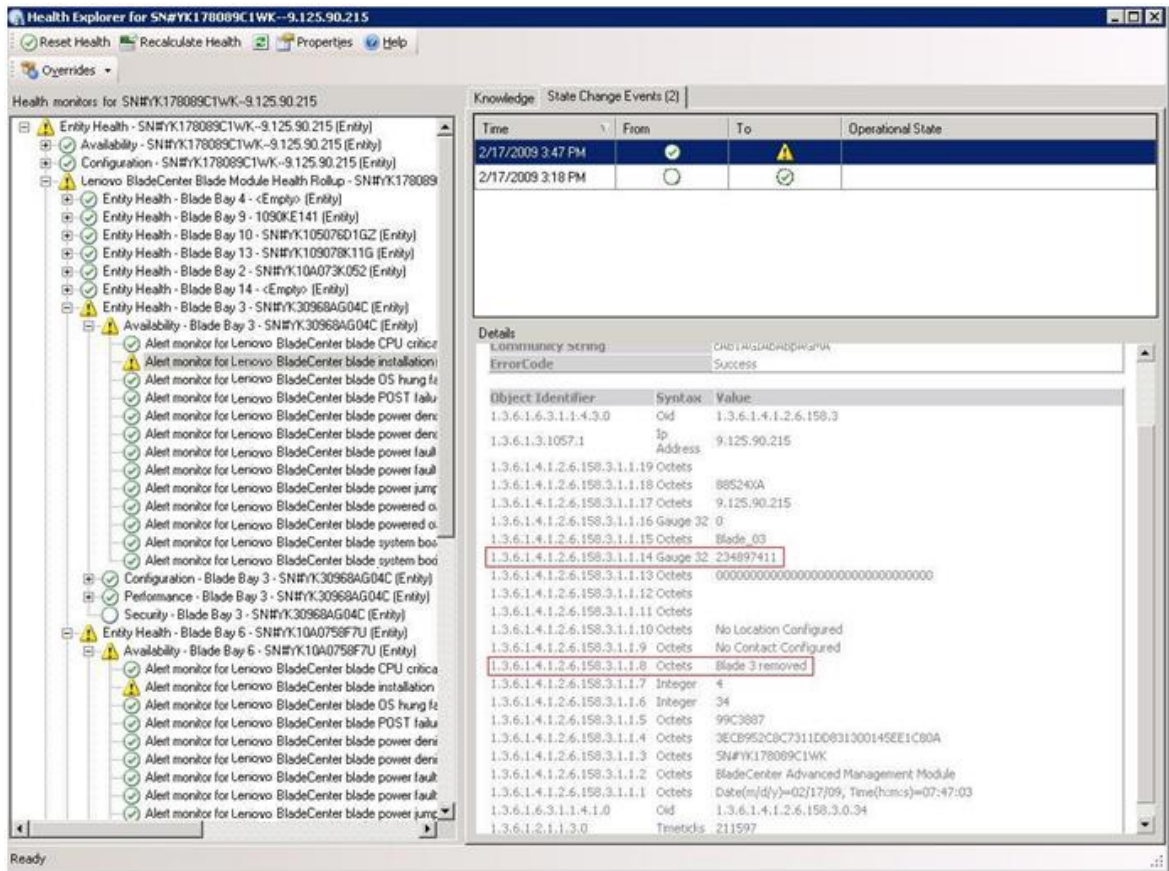 Health Explorer for SN#YK178089C1WK--9.125.90.215
Reset Health Recalculate Health Properties Help
Overrides
Health monitors for SN#YK178089C1WK--9.125.90.215
Entity Health - SN#YK178089C1WK--9.125.90.215 (Entity)
Availability - SN#YK178089C1WK--9.125.90.215 (Entity)
Configuration - SN#YK178089C1WK--9.125.90.215 (Entity)
Lenovo BladeCenter Blade Module Health Rollup - SN#YK178089
Entity Health - Blade Bay 4 - <Empty> (Entity)
Entity Health - Blade Bay 9 - 1090KE141 (Entity)
Entity Health - Blade Bay 10 - SN#YK105076D1GZ (Entity)
Entity Health - Blade Bay 13 - SN#YK109078K11G (Entity)
Entity Health - Blade Bay 2 - SN#YK10A073K052 (Entity)
Entity Health - Blade Bay 14 - <Empty> (Entity)
Entity Health - Blade Bay 3 - SN#YK30968AG04C (Entity)
Availability - Blade Bay 3 - SN#YK30968AG04C (Entity)
Alert monitor for Lenovo BladeCenter blade CPU critica
Alert monitor for Lenovo BladeCenter blade installation
Alert monitor for Lenovo BladeCenter blade OS hung fa
Alert monitor for Lenovo BladeCenter blade POST failu
Alert monitor for Lenovo BladeCenter blade power deni
Alert monitor for Lenovo BladeCenter blade power deni
Alert monitor for Lenovo BladeCenter blade power fault
Alert monitor for Lenovo BladeCenter blade power fault
Alert monitor for Lenovo BladeCenter blade power jump
Alert monitor for Lenovo BladeCenter blade powered o
Alert monitor for Lenovo BladeCenter blade powered o
Alert monitor for Lenovo BladeCenter blade system boa
Alert monitor for Lenovo BladeCenter blade system boo
Configuration - Blade Bay 3 - SN#YK30968AG04C (Entity)
Performance - Blade Bay 3 - SN#YK30968AG04C (Entity)
Security - Blade Bay 3 - SN#YK30968AG04C (Entity)
Entity Health - Blade Bay 6 - SN#YK10A0758F7U (Entity)
Availability - Blade Bay 6 - SN#YK10A0758F7U (Entity)
Alert monitor for Lenovo BladeCenter blade CPU critica
Alert monitor for Lenovo BladeCenter blade installation
Alert monitor for Lenovo BladeCenter blade OS hung fa
Alert monitor for Lenovo BladeCenter blade POST failu
Alert monitor for Lenovo BladeCenter blade power deni
Alert monitor for Lenovo BladeCenter blade power deni
Alert monitor for Lenovo BladeCenter blade power fault
Alert monitor for Lenovo BladeCenter blade power fault
Alert monitor for Lenovo BladeCenter blade power jump
Knowledge State Change Events (2)
Time From To Operational State
2/17/2009 3:47 PM
2/17/2009 3:18 PM
Details
Community String
ErrorCode Success
Object Identifier Syntax Value
1.3.6.1.6.3.1.1.4.3.0 Oid 1.3.6.1.4.1.2.6.158.3
1.3.6.1.3.1057.1 Ip Address 9.125.90.215
1.3.6.1.4.1.2.6.158.3.1.1.19 Octets
1.3.6.1.4.1.2.6.158.3.1.1.18 Octets 88524XA
1.3.6.1.4.1.2.6.158.3.1.1.17 Octets 9.125.90.215
1.3.6.1.4.1.2.6.158.3.1.1.16 Gauge 32 0
1.3.6.1.4.1.2.6.158.3.1.1.15 Octets Blade_03
1.3.6.1.4.1.2.6.158.3.1.1.14 Gauge 32 234897411
1.3.6.1.4.1.2.6.158.3.1.1.13 Octets 00000000000000000000000000000000
1.3.6.1.4.1.2.6.158.3.1.1.12 Octets
1.3.6.1.4.1.2.6.158.3.1.1.11 Octets
1.3.6.1.4.1.2.6.158.3.1.1.10 Octets No Location Configured
1.3.6.1.4.1.2.6.158.3.1.1.9 Octets No Contact Configured
1.3.6.1.4.1.2.6.158.3.1.1.8 Octets Blade 3 removed
1.3.6.1.4.1.2.6.158.3.1.1.7 Integer 4
1.3.6.1.4.1.2.6.158.3.1.1.6 Integer 34
1.3.6.1.4.1.2.6.158.3.1.1.5 Octets 99C3887
1.3.6.1.4.1.2.6.158.3.1.1.4 Octets 3ECB952C8C7311DD831300145EE1C80A
1.3.6.1.4.1.2.6.158.3.1.1.3 Octets SN#YK178089C1WK
1.3.6.1.4.1.2.6.158.3.1.1.2 Octets BladeCenter Advanced Management Module
1.3.6.1.4.1.2.6.158.3.1.1.1 Octets Date(m/d/y)=02/17/09, Time(h:m:s)=07:47:03
1.3.6.1.6.3.1.1.4.1.0 Oid 1.3.6.1.4.1.2.6.158.3.0.34
1.3.6.1.2.1.1.3.0 Timeticks 211597
Ready